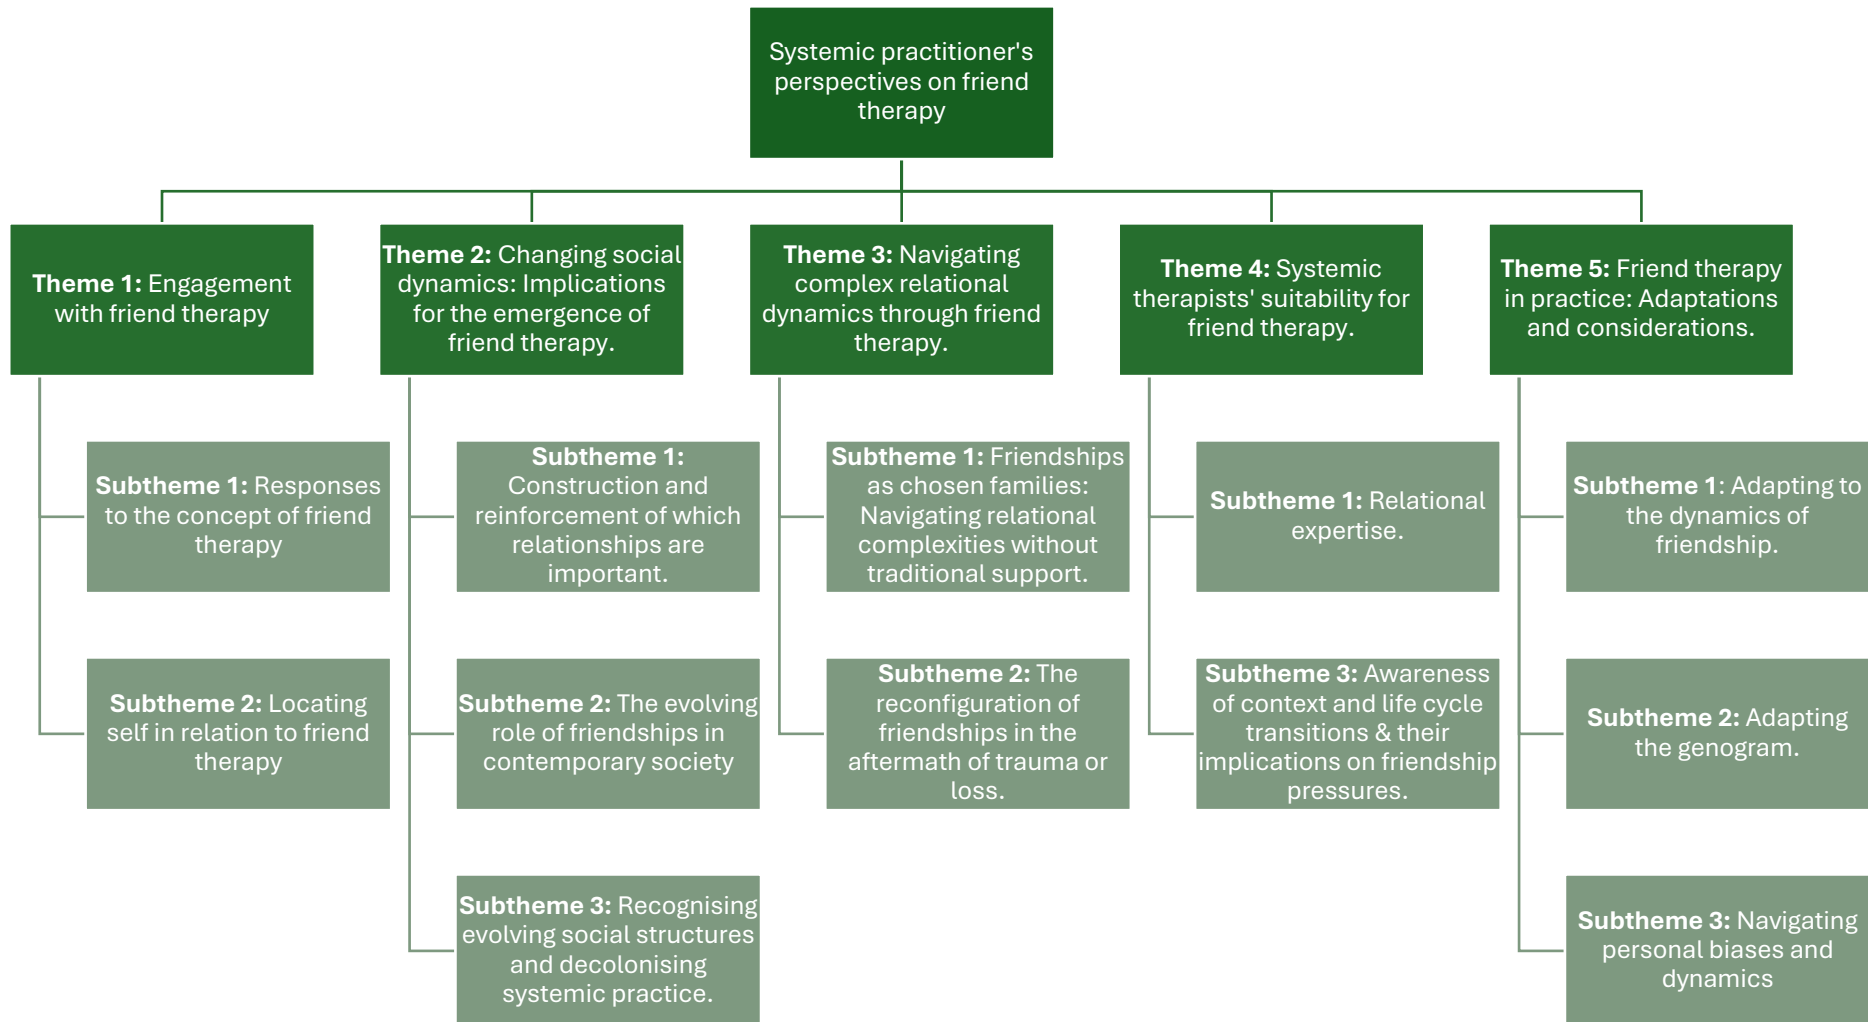 Systemic practitioner's
perspectives on friend
therapy
Theme 1: Engagement
with friend therapy
Subtheme 1: Responses
to the concept of friend
therapy
Subtheme 2: Locating
self in relation to friend
therapy
Theme 2: Changing social
dynamics: Implications
for the emergence of
friend therapy.
Subtheme 1:
Construction and
reinforcement of which
relationships are
important.
Subtheme 2: The evolving
role of friendships in
contemporary society
Subtheme 3: Recognising
evolving social structures
and decolonising
systemic practice.
Theme 3: Navigating
complex relational
dynamics through friend
therapy.
Subtheme 1: Friendships
as chosen families:
Navigating relational
complexities without
traditional support.
Subtheme 2: The
reconfiguration of
friendships in the
aftermath of trauma or
loss.
Theme 4: Systemic
therapists' suitability for
friend therapy.
Subtheme 1: Relational
expertise.
Subtheme 3: Awareness
of context and life cycle
transitions & their
implications on friendship
pressures.
Theme 5: Friend therapy
in practice: Adaptations
and considerations.
Subtheme 1: Adapting to
the dynamics of
friendship.
Subtheme 2: Adapting
the genogram.
Subtheme 3: Navigating
personal biases and
dynamics